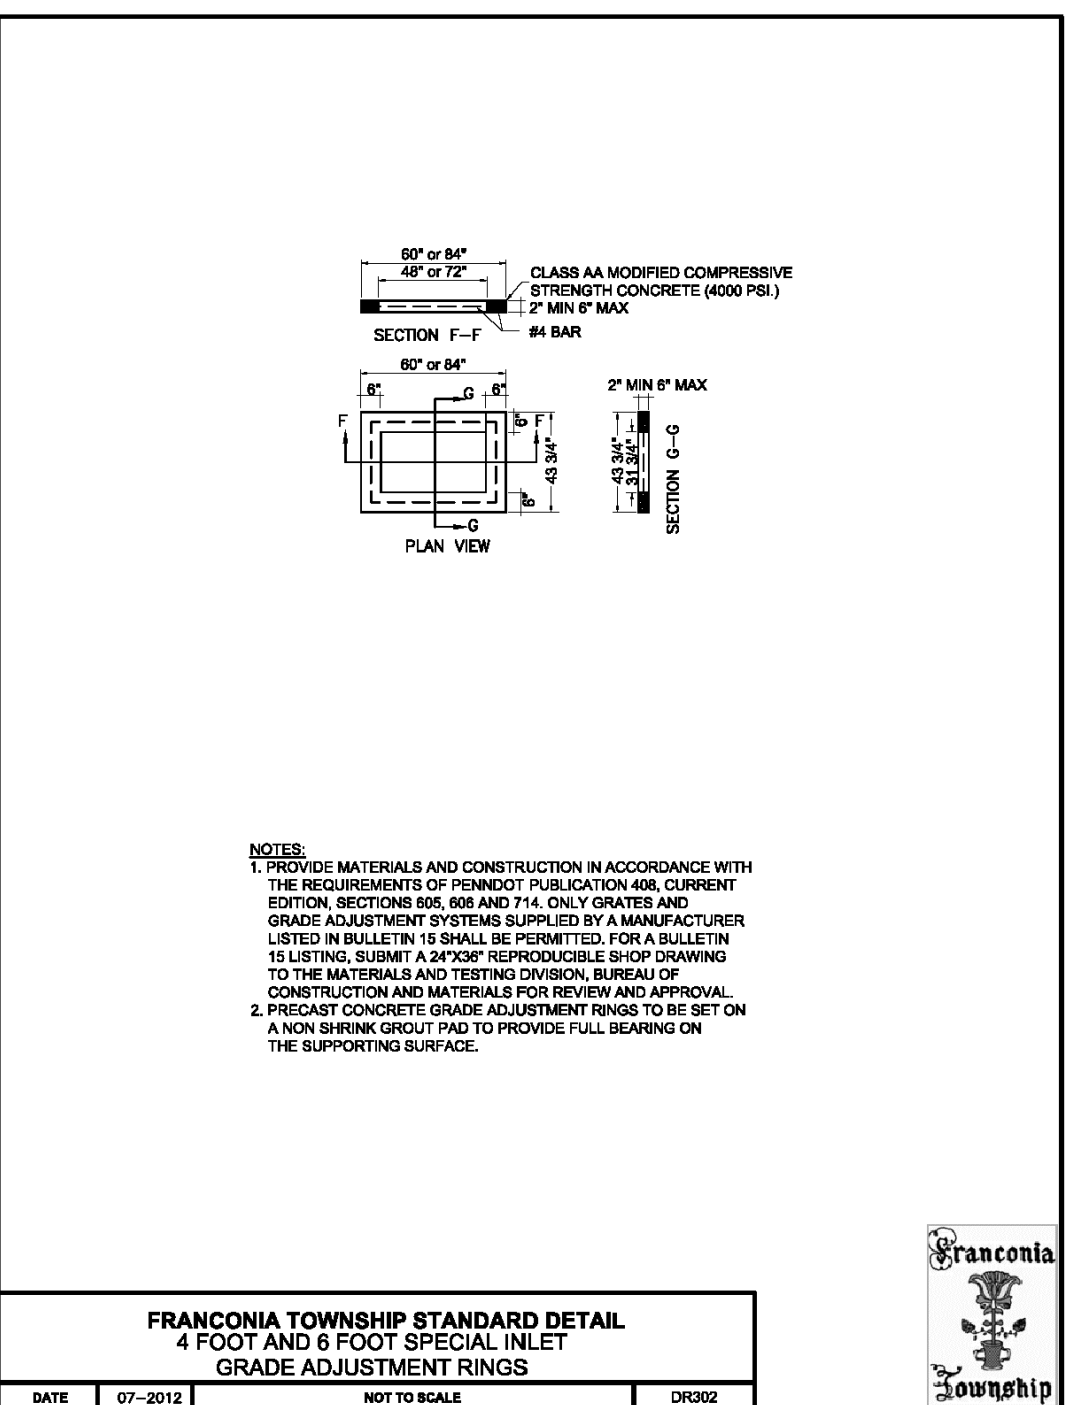 60" or 84"
48" or 72"
CLASS AA MODIFIED COMPRESSIVE
STRENGTH CONCRETE (4000 PSI.)
2" MIN 6" MAX
SECTION F-F
#4 BAR
60" or 84"
6"
G
6"
2" MIN 6" MAX
F
6"
F
43 3/4"
43 3/4"
31 3/4"
SECTION G-G
6"
G
PLAN VIEW
NOTES:
1. PROVIDE MATERIALS AND CONSTRUCTION IN ACCORDANCE WITH
THE REQUIREMENTS OF PENNDOT PUBLICATION 408, CURRENT
EDITION, SECTIONS 605, 606 AND 714. ONLY GRATES AND
GRADE ADJUSTMENT SYSTEMS SUPPLIED BY A MANUFACTURER
LISTED IN BULLETIN 15 SHALL BE PERMITTED. FOR A BULLETIN
15 LISTING, SUBMIT A 24"X36" REPRODUCIBLE SHOP DRAWING
TO THE MATERIALS AND TESTING DIVISION, BUREAU OF
CONSTRUCTION AND MATERIALS FOR REVIEW AND APPROVAL.
2. PRECAST CONCRETE GRADE ADJUSTMENT RINGS TO BE SET ON
A NON SHRINK GROUT PAD TO PROVIDE FULL BEARING ON
THE SUPPORTING SURFACE.
Franconia
Township
FRANCONIA TOWNSHIP STANDARD DETAIL
4 FOOT AND 6 FOOT SPECIAL INLET
GRADE ADJUSTMENT RINGS
DATE
07-2012
NOT TO SCALE
DR302